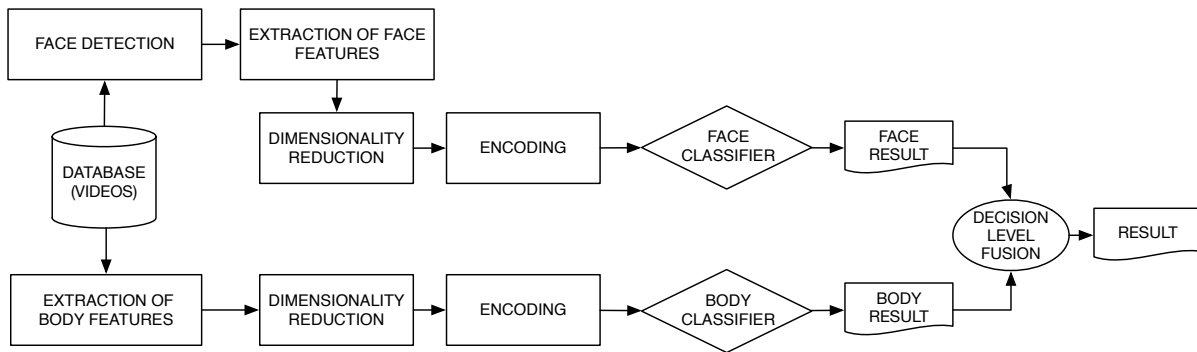 FACE DETECTION
EXTRACTION OF FACE
FEATURES
DATABASE
(VIDEOS)
DIMENSIONALITY
REDUCTION
ENCODING
FACE
CLASSIFIER
FACE
RESULT
DECISION
LEVEL
FUSION
RESULT
EXTRACTION OF
BODY FEATURES
DIMENSIONALITY
REDUCTION
ENCODING
BODY
CLASSIFIER
BODY
RESULT